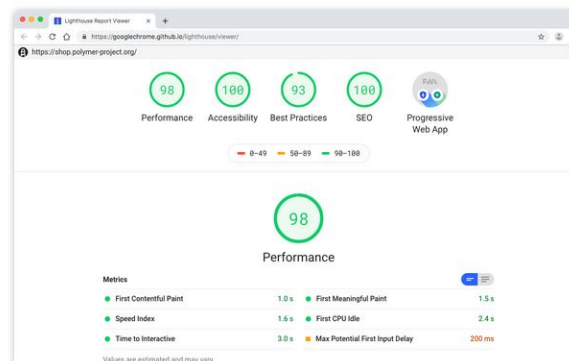 Lighthouse Report Viewer
https://googlechrome.github.io/lighthouse/viewer/
https://shop.polymer-project.org/
98
100
93
100
PWA
Performance
Accessibility
Best Practices
SEO
Progressive
Web App
0–49
50–89
90–100
98
Performance
Metrics
First Contentful Paint 1.0 s
First Meaningful Paint 1.5 s
Speed Index 1.6 s
First CPU Idle 2.4 s
Time to Interactive 3.0 s
Max Potential First Input Delay 200 ms
Values are estimated and may vary.